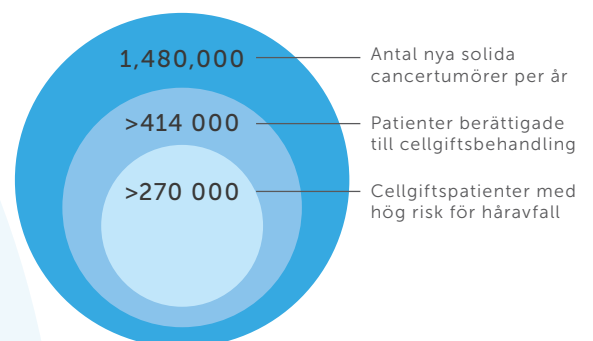 1,480,000
Antal nya solida
cancertumörer per år
>414 000
Patienter berättigade
till cellgiftsbehandling
>270 000
Cellgiftspatienter med
hög risk för håravfall